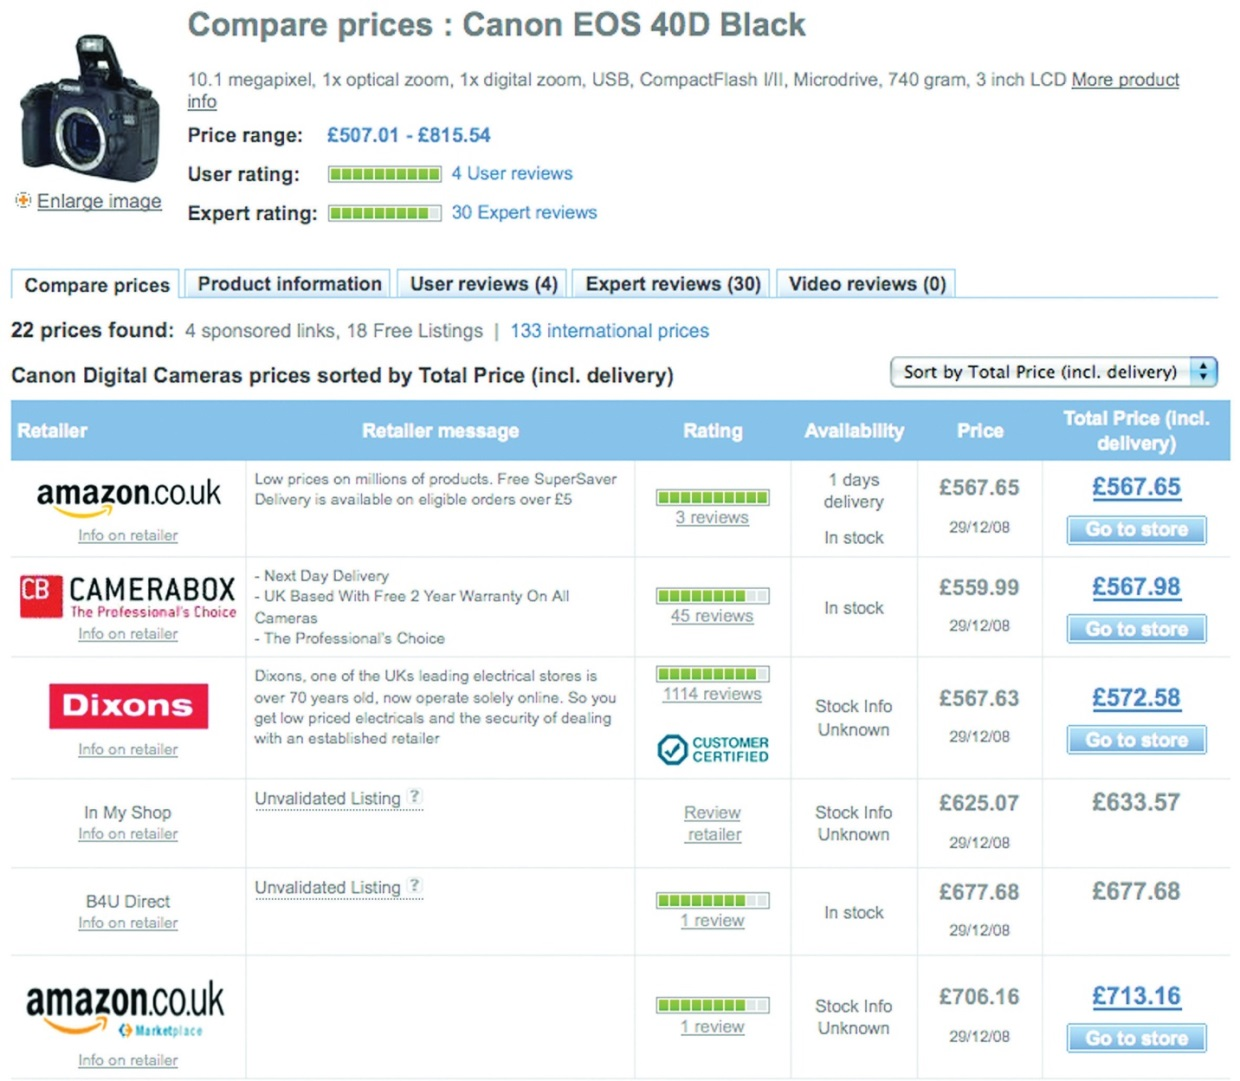 Compare prices : Canon EOS 40D Black
10.1 megapixel, 1x optical zoom, 1x digital zoom, USB, CompactFlash I/II, Microdrive, 740 gram, 3 inch LCD More product
info
Price range: £507.01 - £815.54
User rating: 4 User reviews
Enlarge image
Expert rating: 30 Expert reviews
Compare prices Product information User reviews (4) Expert reviews (30) Video reviews (0)
22 prices found: 4 sponsored links, 18 Free Listings | 133 international prices
Canon Digital Cameras prices sorted by Total Price (incl. delivery)
Sort by Total Price (incl. delivery)
Retailer Retailer message Rating Availability Price Total Price (incl.
delivery)
amazon.co.uk
Info on retailer
Low prices on millions of products. Free SuperSaver
Delivery is available on eligible orders over £5
3 reviews
1 days
delivery
In stock
£567.65
29/12/08
£567.65
Go to store
CB CAMERABOX
The Professional's Choice
Info on retailer
- Next Day Delivery
- UK Based With Free 2 Year Warranty On All
Cameras
- The Professional's Choice
45 reviews
In stock
£559.99
29/12/08
£567.98
Go to store
Dixons
Info on retailer
Dixons, one of the UKs leading electrical stores is
over 70 years old, now operate solely online. So you
get low priced electricals and the security of dealing
with an established retailer
1114 reviews
CUSTOMER
CERTIFIED
Stock Info
Unknown
£567.63
29/12/08
£572.58
Go to store
In My Shop
Info on retailer
Unvalidated Listing ?
Review
retailer
Stock Info
Unknown
£625.07
29/12/08
£633.57
B4U Direct
Info on retailer
Unvalidated Listing ?
1 review
In stock
£677.68
29/12/08
£677.68
amazon.co.uk
Marketplace
Info on retailer
1 review
Stock Info
Unknown
£706.16
29/12/08
£713.16
Go to store